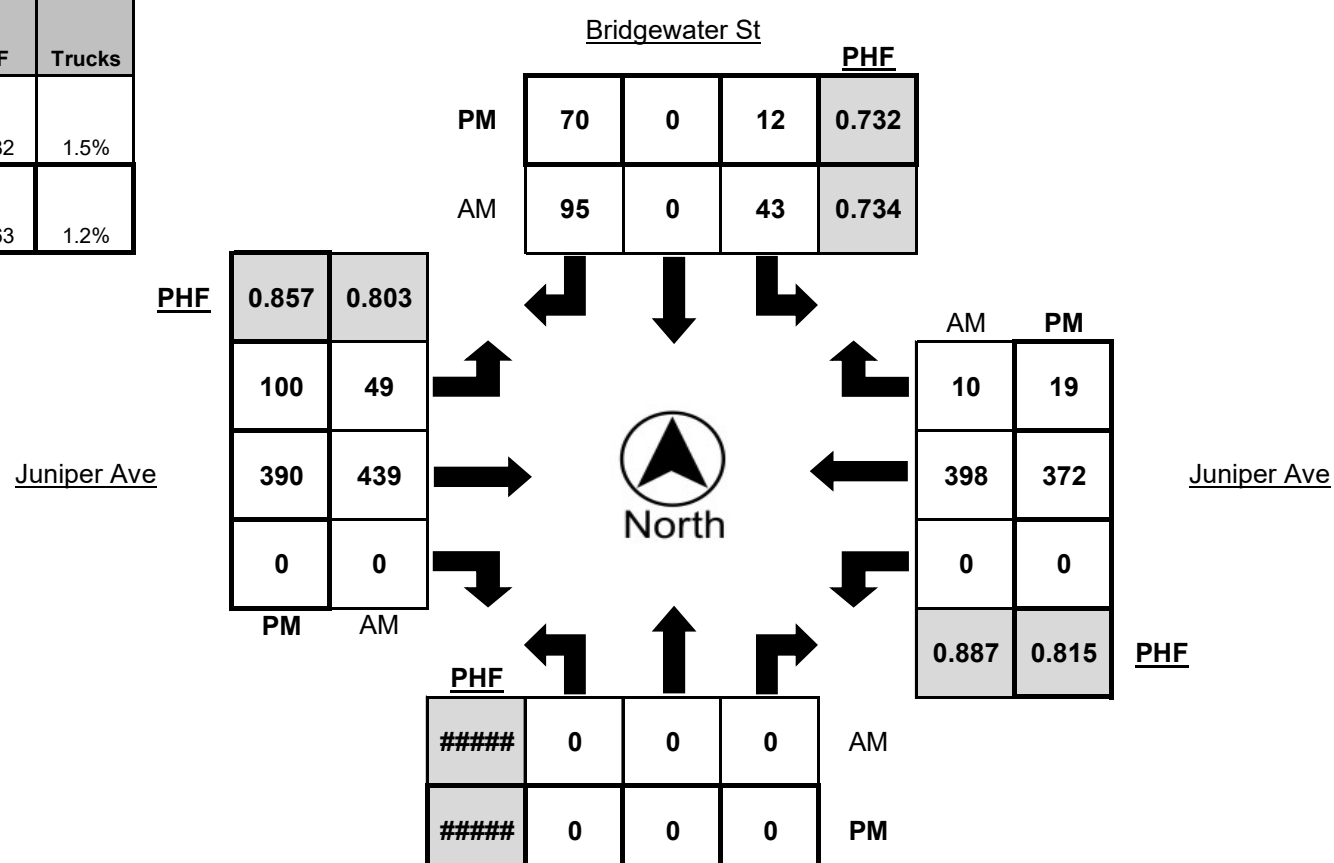 Bridgewater St
Trucks
PHF
PM 70 0 12 0.732
1.5%
AM 95 0 43 0.734
1.2%
PHF 0.857 0.803
AM PM
100 49
10 19
Juniper Ave 390 439
398 372 Juniper Ave
North
0 0
0 0
PM AM
0.887 0.815 PHF
PHF
##### 0 0 0 AM
##### 0 0 0 PM